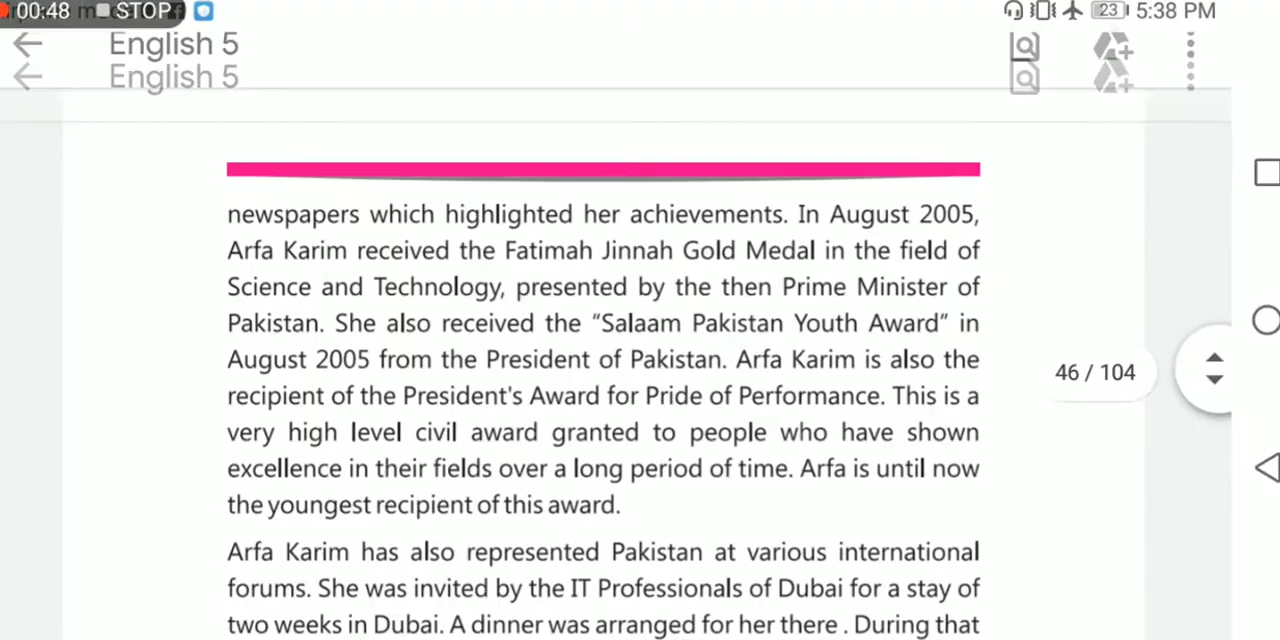 00:48 STOP 23 5:38 PM
English 5
English 5
newspapers which highlighted her achievements. In August 2005,
Arfa Karim received the Fatimah Jinnah Gold Medal in the field of
Science and Technology, presented by the then Prime Minister of
Pakistan. She also received the “Salaam Pakistan Youth Award” in
August 2005 from the President of Pakistan. Arfa Karim is also the
46 / 104
recipient of the President's Award for Pride of Performance. This is a
very high level civil award granted to people who have shown
excellence in their fields over a long period of time. Arfa is until now
the youngest recipient of this award.
Arfa Karim has also represented Pakistan at various international
forums. She was invited by the IT Professionals of Dubai for a stay of
two weeks in Dubai. A dinner was arranged for her there . During that